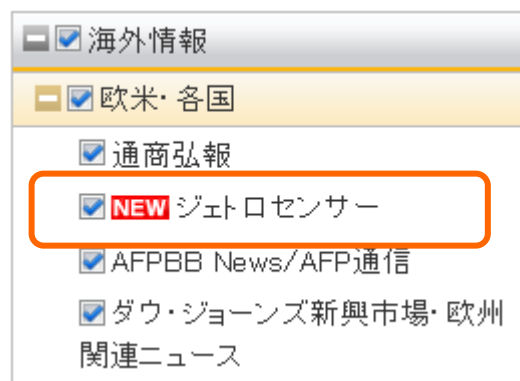 海外情報
欧米・各国
通商弘報
NEW ジェトロセンサー
AFPBB News/AFP通信
ダウ・ジョーンズ新興市場・欧州
関連ニュース